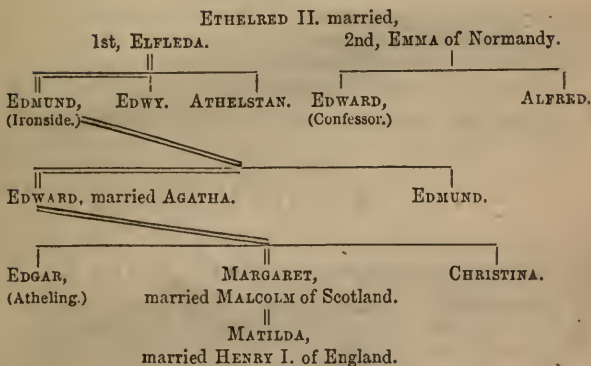 ETHELRED II. married,
1st, ELFLEDA. 2nd, EMMA of Normandy.
EDMUND, EDWY. ATHELSTAN. EDWARD, ALFRED.
(Ironside.) (Confessor.)
EDWARD, married AGATHA. EDMUND.
EDGAR, MARGARET, CHRISTINA.
(Atheling.) married MALCOLM of Scotland.
MATILDA,
married HENRY I. of England.